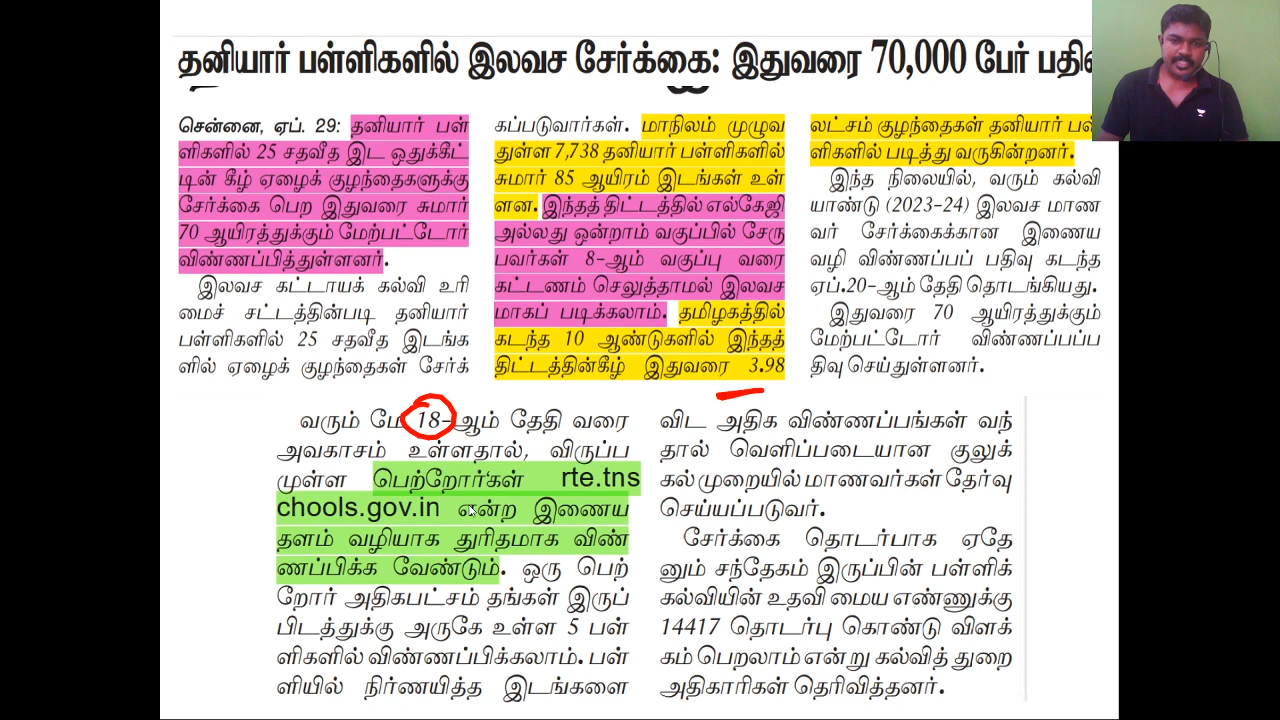 தனியார் பள்ளிகளில் இலவச சேர்க்கை: இதுவரை 70,000 பேர்
சென்னை, ஏப். 29: தனியார் பள்
ளிகளில் 25 சதவீத இட ஒதுக்கீட்
டின் கீழ் ஏழைக் குழந்தைகளுக்கு
சேர்க்கை பெற இதுவரை சுமார்
70 ஆயிரத்துக்கும் மேற்பட்டோர்
விண்ணப்பித்துள்ளனர்.
இலவச கட்டாயக் கல்வி உரி
மைச் சட்டத்தின்படி தனியார்
பள்ளிகளில் 25 சதவீத இடங்க
ளில் ஏழைக் குழந்தைகள் சேர்க்
கப்படுவார்கள். மாநிலம் முழுவ
துள்ள 7,738 தனியார் பள்ளிகளில்
சுமார் 85 ஆயிரம் இடங்கள் உள்
ளன. இந்தத் திட்டத்தில் எல்கேஜி
அல்லது ஒன்றாம் வகுப்பில் சேரு
பவர்கள் 8-ஆம் வகுப்பு வரை
கட்டணம் செலுத்தாமல் இலவச
மாகப் படிக்கலாம். தமிழகத்தில்
கடந்த 10 ஆண்டுகளில் இந்தத்
திட்டத்தின்கீழ் இதுவரை 3.98
லட்சம் குழந்தைகள் தனியார் பள்
ளிகளில் படித்து வருகின்றனர்.
இந்த நிலையில், வரும் கல்வி
யாண்டு (2023-24) இலவச மாண
வர் சேர்க்கைக்கான இணைய
வழி விண்ணப்பப் பதிவு கடந்த
ஏப்.20-ஆம் தேதி தொடங்கியது.
இதுவரை 70 ஆயிரத்துக்கும்
மேற்பட்டோர் விண்ணப்பப்ப
திவு செய்துள்ளனர்.
வரும் மே 18-ஆம் தேதி வரை
அவகாசம் உள்ளதால், விருப்ப
முள்ள பெற்றோர்கள் rte.tns
chools.gov.in என்ற இணைய
தளம் வழியாக துரிதமாக விண்
ணப்பிக்க வேண்டும். ஒரு பெற்
றோர் அதிகபட்சம் தங்கள் இருப்
பிடத்துக்கு அருகே உள்ள 5 பள்
ளிகளில் விண்ணப்பிக்கலாம். பள்
ளியில் நிர்ணயித்த இடங்களை
விட அதிக விண்ணப்பங்கள் வந்
தால் வெளிப்படையான குலுக்
கல் முறையில் மாணவர்கள் தேர்வு
செய்யப்படுவர்.
சேர்க்கை தொடர்பாக ஏதே
னும் சந்தேகம் இருப்பின் பள்ளிக்
கல்வியின் உதவி மைய எண்ணுக்கு
14417 தொடர்பு கொண்டு விளக்
கம் பெறலாம் என்று கல்வித் துறை
அதிகாரிகள் தெரிவித்தனர்.